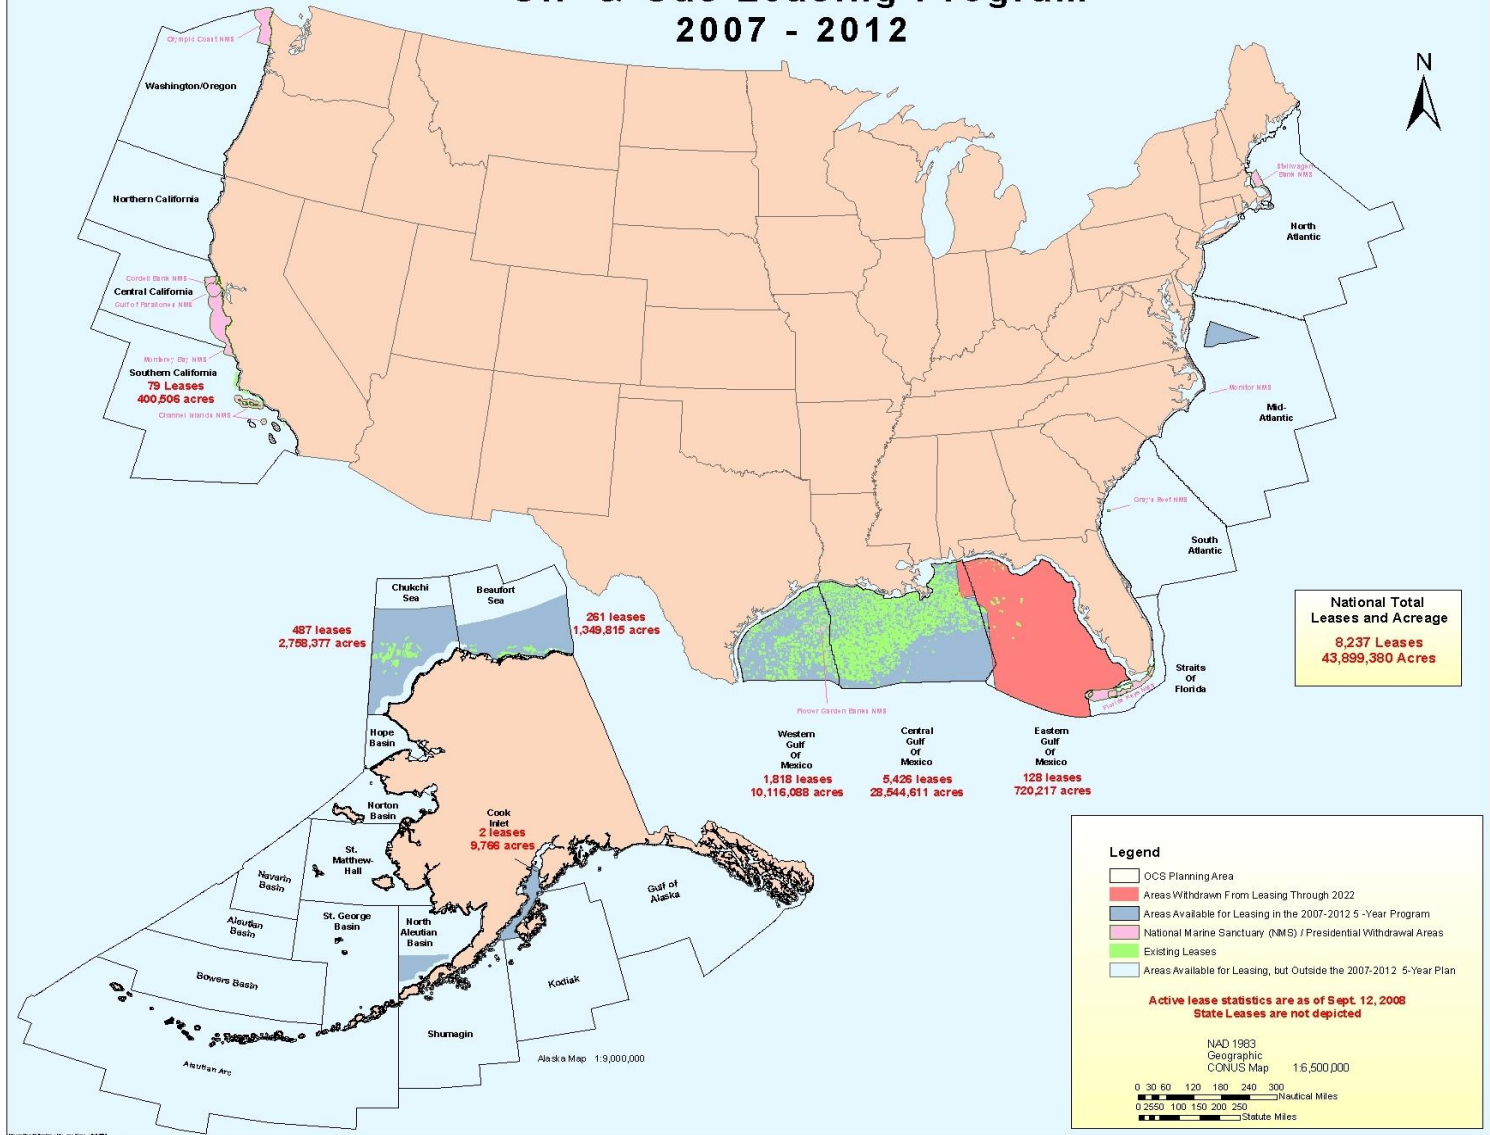 2007 - 2012
N
Olympic Coast NMS
Washington/Oregon
Northern California
Cordell Bank NMS
Central California
Gulf of Farallones NMS
Monterey Bay NMS
Southern California
79 Leases
400,506 acres
Channel Islands NMS
Stellwagen
Bank NMS
North
Atlantic
Monitor NMS
Mid-
Atlantic
Gray's Reef NMS
South
Atlantic
Straits
Of
Florida
Florida Keys NMS
Flower Garden Banks NMS
Western
Gulf
Of
Mexico
1,818 leases
10,116,088 acres
Central
Gulf
Of
Mexico
5,426 leases
28,544,611 acres
Eastern
Gulf
Of
Mexico
128 leases
720,217 acres
National Total
Leases and Acreage
8,237 Leases
43,899,380 Acres
Chukchi
Sea
487 leases
2,758,377 acres
Beaufort
Sea
261 leases
1,349,815 acres
Hope
Basin
Norton
Basin
Cook
Inlet
2 leases
9,766 acres
St.
Matthew-
Hall
Navarin
Basin
Aleutian
Basin
St. George
Basin
North
Aleutian
Basin
Bowers Basin
Gulf of
Alaska
Kodiak
Shumagin
Aleutian Arc
Alaska Map 1:9,000,000
Legend
OCS Planning Area
Areas Withdrawn From Leasing Through 2022
Areas Available for Leasing in the 2007-2012 5 -Year Program
National Marine Sanctuary (NMS) / Presidential Withdrawal Areas
Existing Leases
Areas Available for Leasing, but Outside the 2007-2012 5-Year Plan
Active lease statistics are as of Sept. 12, 2008
State Leases are not depicted
NAD 1983
Geographic
CONUS Map 1:6,500,000
0 30 60 120 180 240 300
Nautical Miles
0 2550 100 150 200 250
Statute Miles